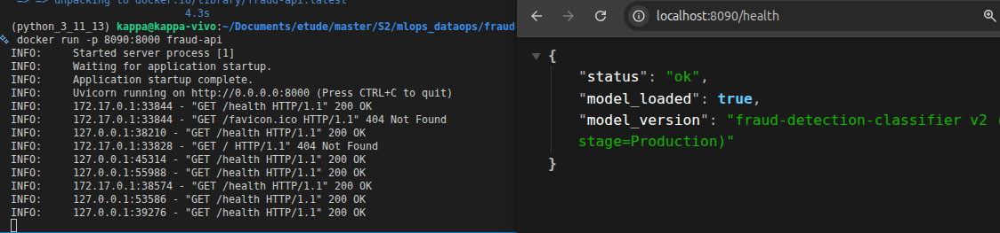 => => unpacking to docker.io/library/fraud-api:latest
4.3s
(python_3_11_13) kappa@kappa-vivo:~/Documents/etude/master/S2/mlops_dataops/fraud-
docker run -p 8090:8000 fraud-api
INFO:     Started server process [1]
INFO:     Waiting for application startup.
INFO:     Application startup complete.
INFO:     Uvicorn running on http://0.0.0.0:8000 (Press CTRL+C to quit)
INFO:     172.17.0.1:33844 - "GET /health HTTP/1.1" 200 OK
INFO:     172.17.0.1:33844 - "GET /favicon.ico HTTP/1.1" 404 Not Found
INFO:     127.0.0.1:38210 - "GET /health HTTP/1.1" 200 OK
INFO:     172.17.0.1:33828 - "GET / HTTP/1.1" 404 Not Found
INFO:     127.0.0.1:45314 - "GET /health HTTP/1.1" 200 OK
INFO:     127.0.0.1:55988 - "GET /health HTTP/1.1" 200 OK
INFO:     172.17.0.1:38574 - "GET /health HTTP/1.1" 200 OK
INFO:     127.0.0.1:53586 - "GET /health HTTP/1.1" 200 OK
INFO:     127.0.0.1:39276 - "GET /health HTTP/1.1" 200 OK
localhost:8090/health
{
"status": "ok",
"model_loaded": true,
"model_version": "fraud-detection-classifier v2 (
stage=Production)"
}